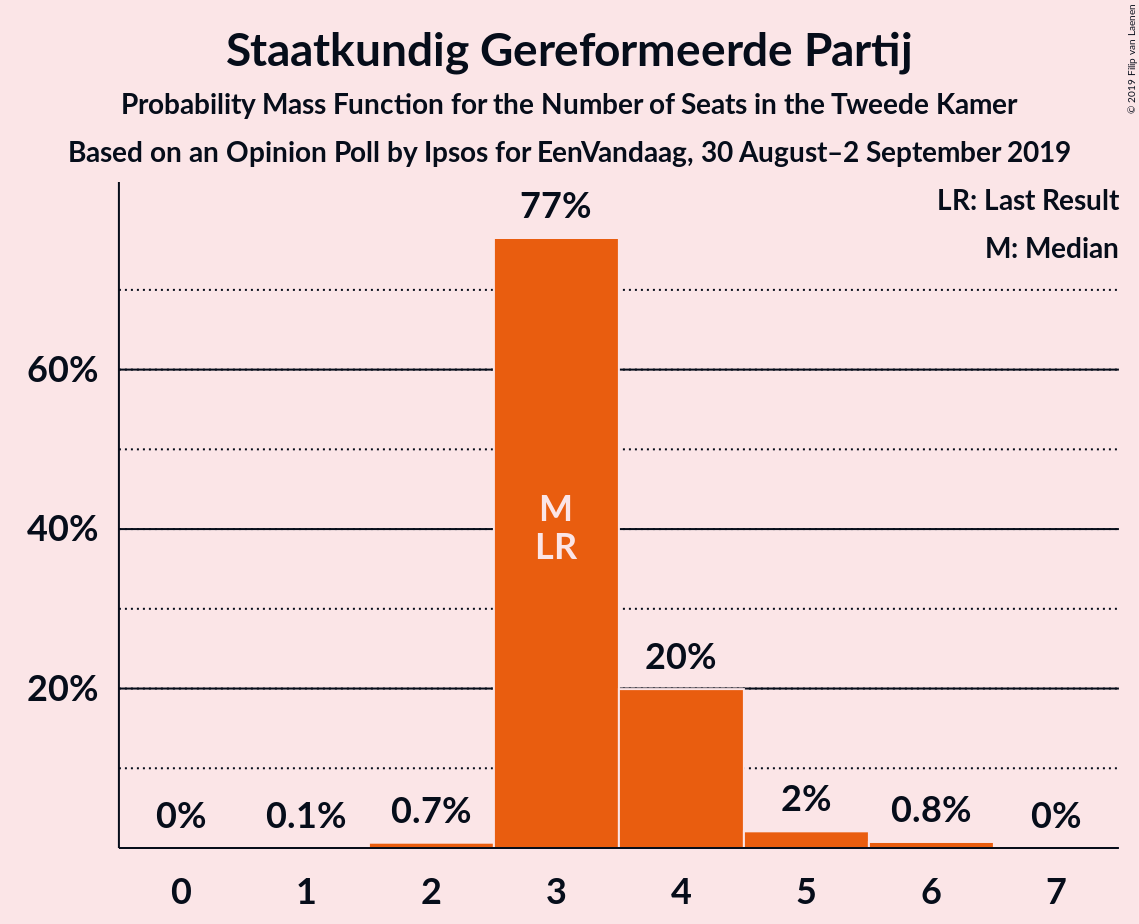 Staatkundig Gereformeerde Partij
Probability Mass Function for the Number of Seats in the Tweede Kamer
Based on an Opinion Poll by Ipsos for EenVandaag, 30 August–2 September 2019
© 2019 Filip van Laenen
LR: Last Result
M: Median
77%
60%
M
40%
LR
20%
20%
0%
0.1%
0.7%
2%
0.8%
0%
0 1 2 3 4 5 6 7